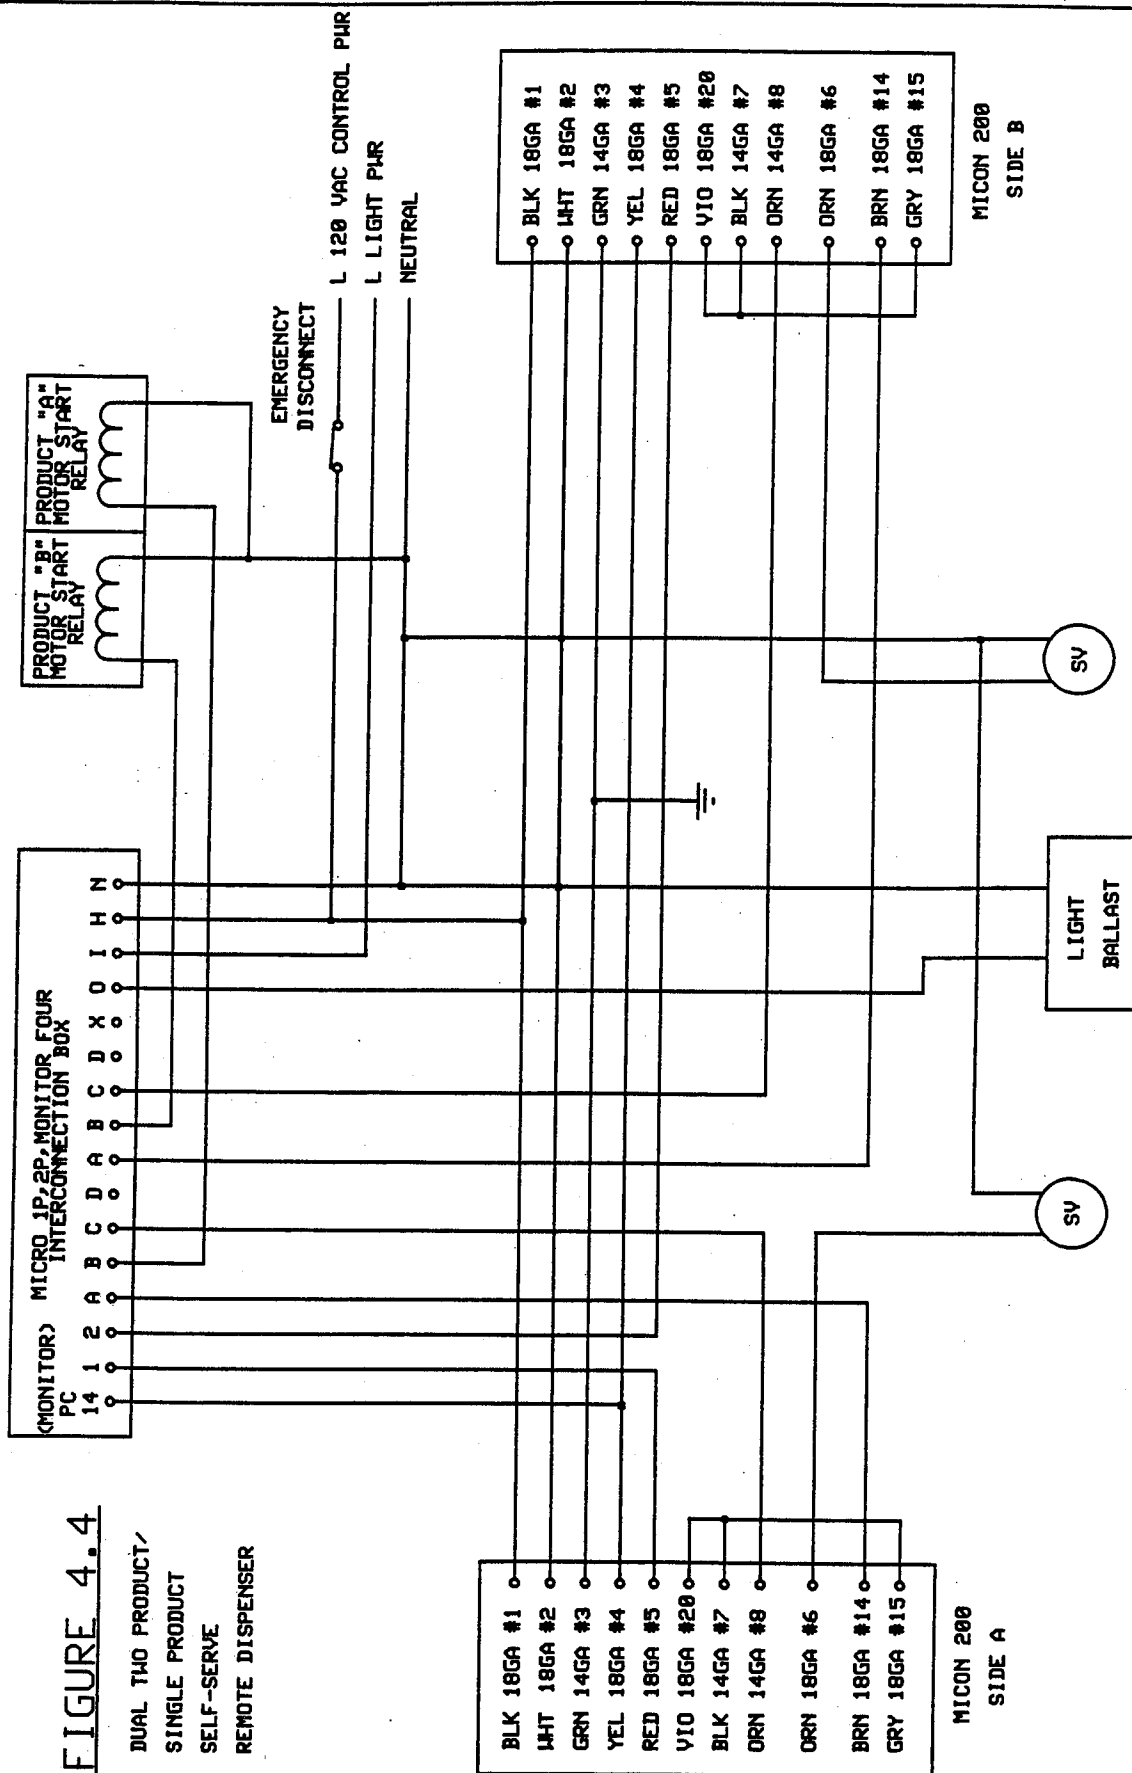 FIGURE 4.4
DUAL TWO PRODUCT/
SINGLE PRODUCT
SELF-SERVE
REMOTE DISPENSER
(MONITOR) MICRO 1P,2P,MONITOR FOUR
PC INTERCONNECTION BOX
14 1 2 A B C D A B C D X O I H N
PRODUCT "B"
MOTOR START
RELAY
PRODUCT "A"
MOTOR START
RELAY
EMERGENCY
DISCONNECT
L 120 VAC CONTROL PWR
L LIGHT PWR
NEUTRAL
BLK 18GA #1
WHT 18GA #2
GRN 14GA #3
YEL 18GA #4
RED 18GA #5
VIO 18GA #20
BLK 14GA #7
ORN 14GA #8
ORN 18GA #6
BRN 18GA #14
GRY 18GA #15
MICON 200
SIDE A
SV
LIGHT
BALLAST
SV
BLK 18GA #1
WHT 18GA #2
GRN 14GA #3
YEL 18GA #4
RED 18GA #5
VIO 18GA #20
BLK 14GA #7
ORN 14GA #8
ORN 18GA #6
BRN 18GA #14
GRY 18GA #15
MICON 200
SIDE B